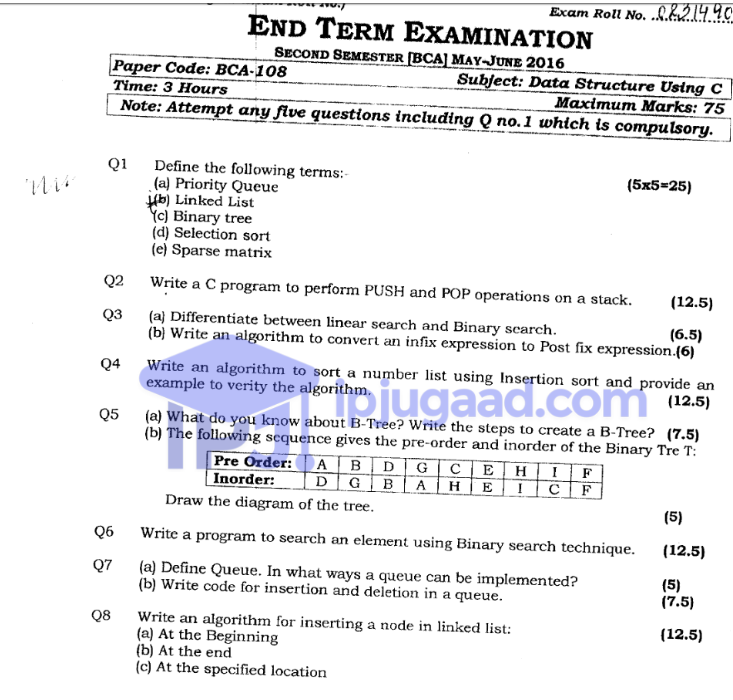 Exam Roll No.
END TERM EXAMINATION
SECOND SEMESTER [BCA] MAY-JUNE 2016
Paper Code: BCA-108 Subject: Data Structure Using C
Time: 3 Hours Maximum Marks: 75
Note: Attempt any five questions including Q no.1 which is compulsory.
Q1 Define the following terms:- (5x5=25)
(a) Priority Queue
(b) Linked List
(c) Binary tree
(d) Selection sort
(e) Sparse matrix
Q2 Write a C program to perform PUSH and POP operations on a stack. (12.5)
Q3 (a) Differentiate between linear search and Binary search. (6.5)
(b) Write an algorithm to convert an infix expression to Post fix expression.(6)
Q4 Write an algorithm to sort a number list using Insertion sort and provide an
example to verity the algorithm. (12.5)
ipjugaad.com
IPJ
Q5 (a) What do you know about B-Tree? Write the steps to create a B-Tree? (7.5)
(b) The following sequence gives the pre-order and inorder of the Binary Tre T:
Pre Order: A B D G C E H I F
Inorder: D G B A H E I C F
Draw the diagram of the tree. (5)
Q6 Write a program to search an element using Binary search technique. (12.5)
Q7 (a) Define Queue. In what ways a queue can be implemented? (5)
(b) Write code for insertion and deletion in a queue. (7.5)
Q8 Write an algorithm for inserting a node in linked list: (12.5)
(a) At the Beginning
(b) At the end
(c) At the specified location